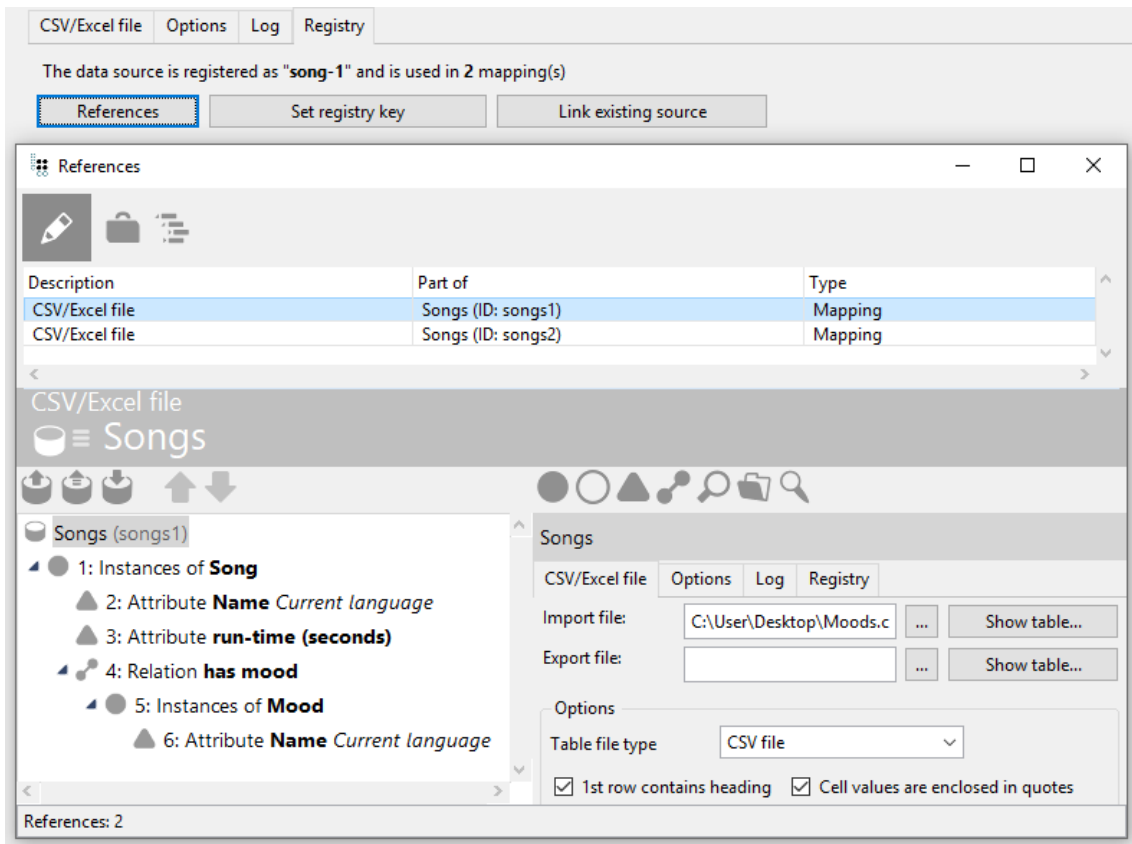 CSV/Excel file Options Log Registry
The data source is registered as "song-1" and is used in 2 mapping(s)
References Set registry key Link existing source
References
Description Part of Type
CSV/Excel file Songs (ID: songs1) Mapping
CSV/Excel file Songs (ID: songs2) Mapping
CSV/Excel file
Songs
Songs (songs1)
1: Instances of Song
2: Attribute Name Current language
3: Attribute run-time (seconds)
4: Relation has mood
5: Instances of Mood
6: Attribute Name Current language
Songs
CSV/Excel file Options Log Registry
Import file: C:\User\Desktop\Moods.c ... Show table...
Export file: ... Show table...
Options
Table file type CSV file
1st row contains heading Cell values are enclosed in quotes
References: 2